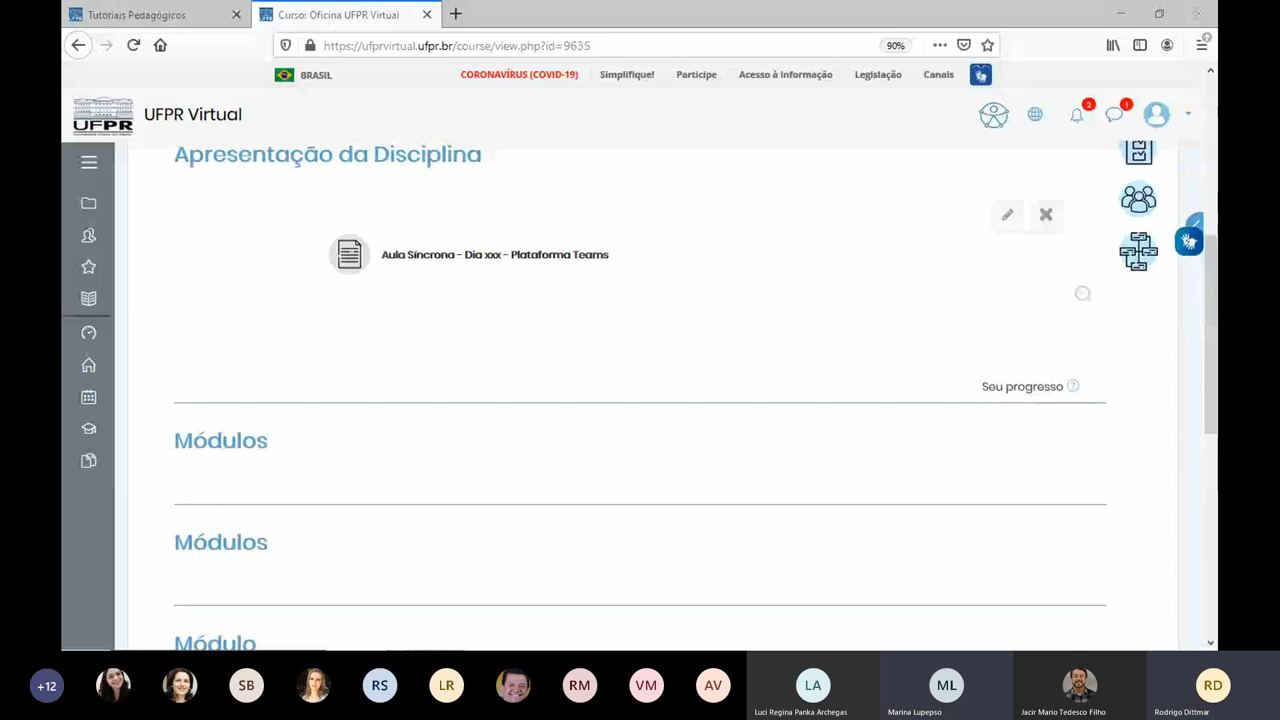 Tutoriais Pedagógicos
Curso: Oficina UFPR Virtual
https://ufprvirtual.ufpr.br/course/view.php?id=9635
90%
BRASIL
CORONAVÍRUS (COVID-19)
Simplifique!
Participe
Acesso à Informação
Legislação
Canais
UFPR
UFPR Virtual
2
1
Apresentação da Disciplina
Aula Síncrona - Dia xxx - Plataforma Teams
Seu progresso
Módulos
Módulos
Módulo
+12
SB
RS
LR
RM
VM
AV
LA
ML
RD
Luci Regina Panka Archegas
Marina Lupepso
Jacir Mario Tedesco Filho
Rodrigo Dittmar